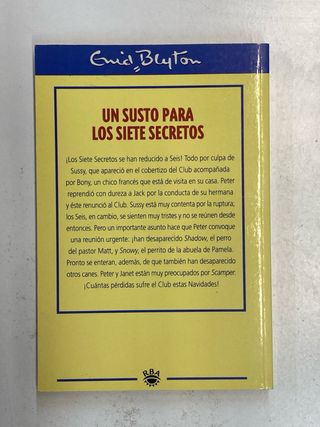 Enid Blyton
UN SUSTO PARA
LOS SIETE SECRETOS
¡Los Siete Secretos se han reducido a Seis! Todo por culpa de
Sussy, que apareció en el cobertizo del Club acompañada
por Bony, un chico francés que está de visita en su casa. Peter
reprendió con dureza a Jack por la conducta de su hermana
y éste renunció al Club. Sussy está muy contenta por la ruptura;
los Seis, en cambio, se sienten muy tristes y no se reúnen desde
entonces. Pero un importante asunto hace que Peter convoque
una reunión urgente: ¡han desaparecido Shadow, el perro
del pastor Matt, y Snowy, el perrito de la abuela de Pamela.
Pronto se enteran, además, de que también han desaparecido
otros canes. Peter y Janet están muy preocupados por Scamper.
¡Cuántas pérdidas sufre el Club estas Navidades!
RBA